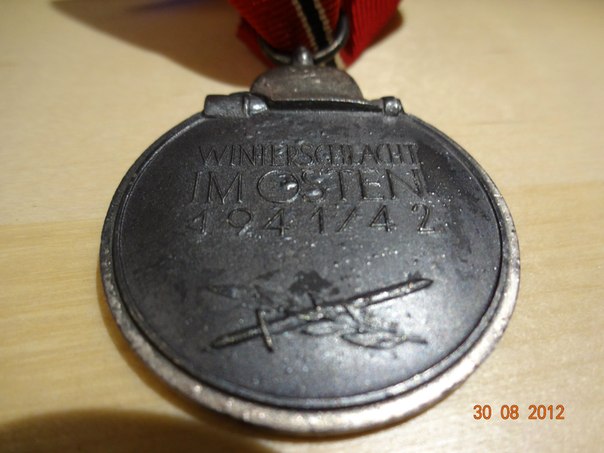 WINTERSCHLACHT
IM OSTEN
1941/42
30 08 2012